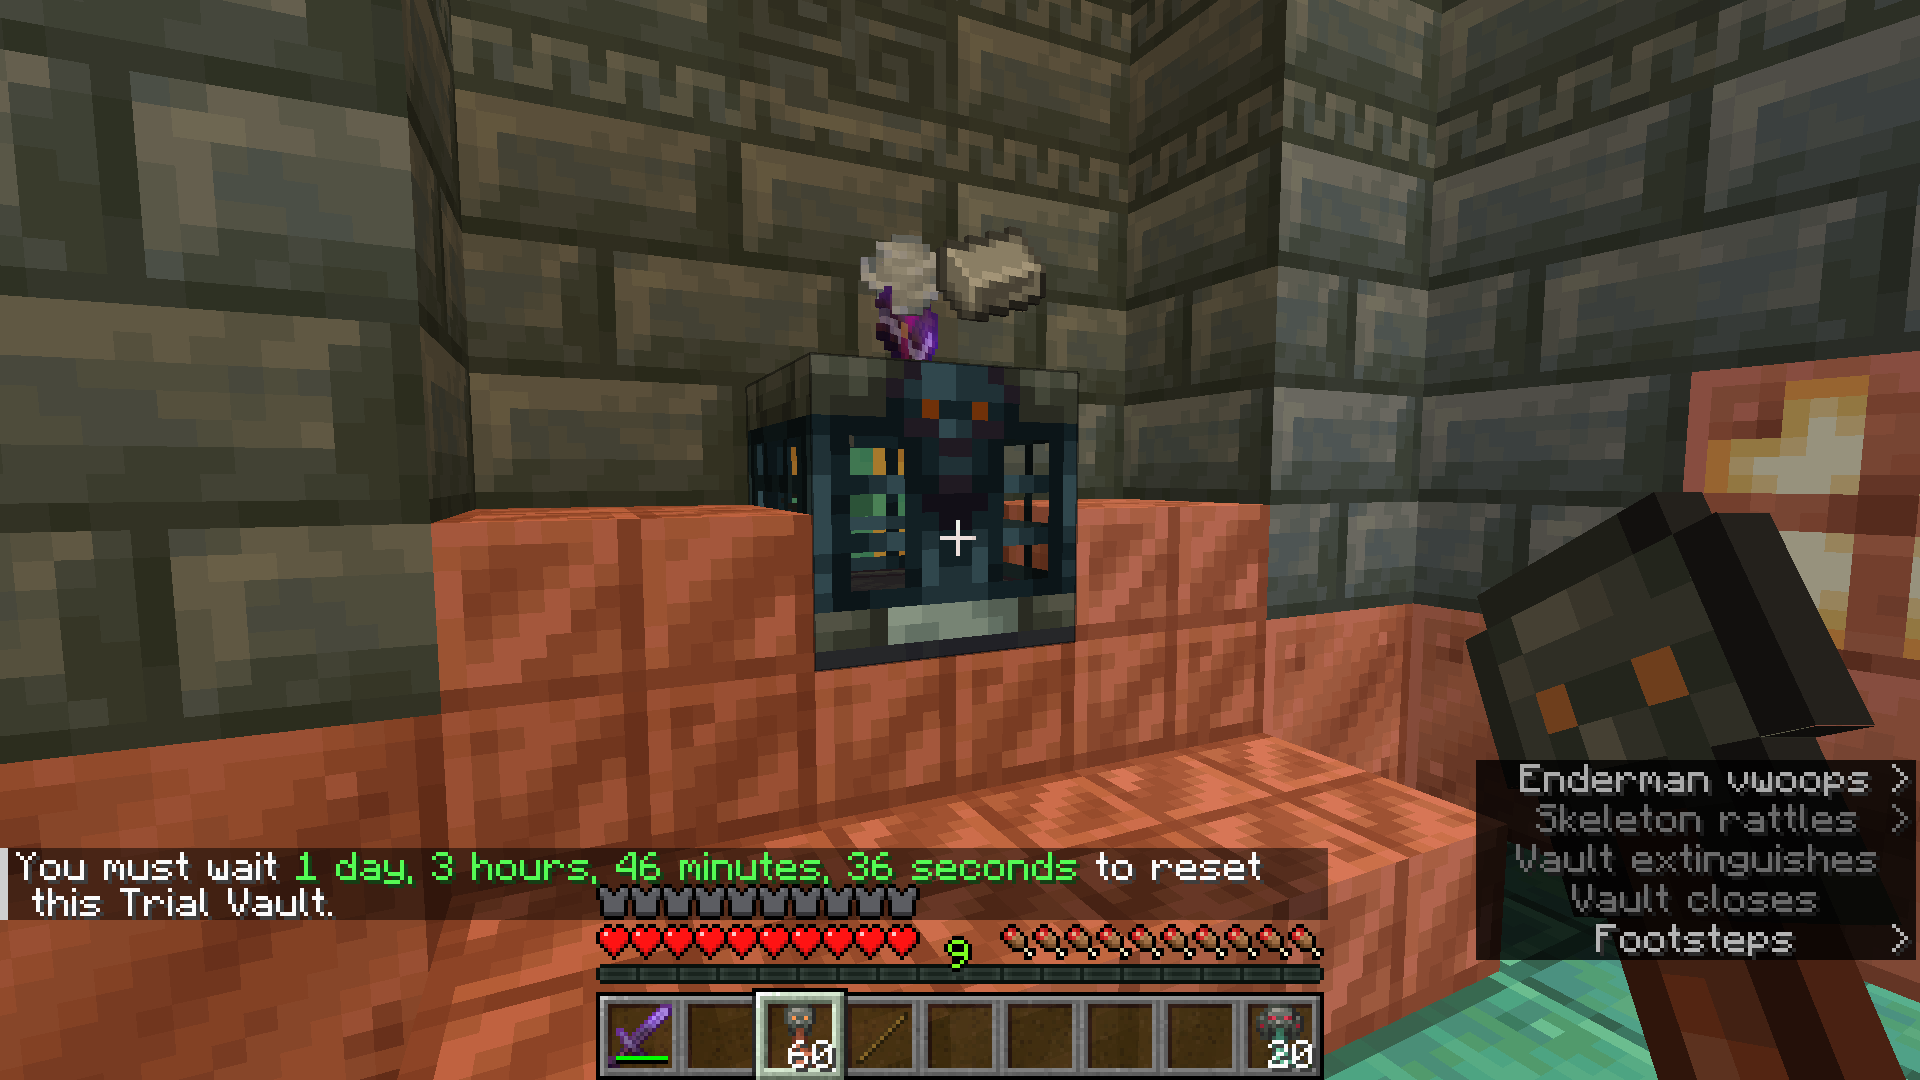 Enderman vwoops >
Skeleton rattles >
Vault extinguishes
Vault closes
Footsteps >
You must wait 1 day, 3 hours, 46 minutes, 36 seconds to reset
this Trial Vault.
9
60
20